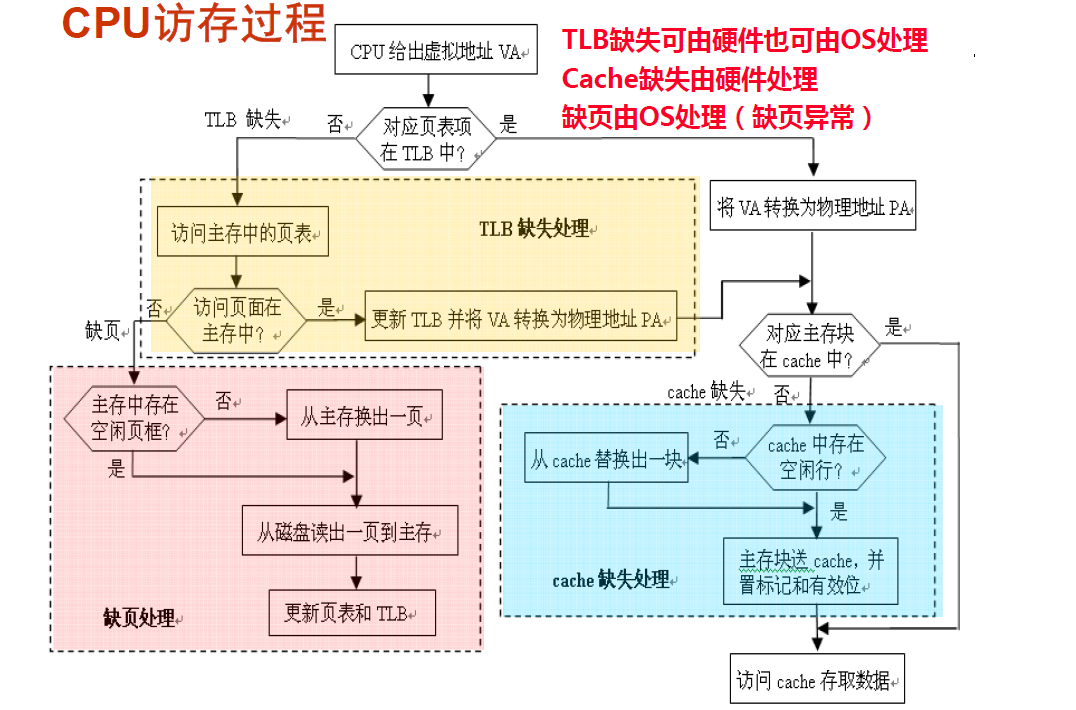 CPU访存过程
CPU 给出虚拟地址 VA
TLB缺失可由硬件也可由OS处理
Cache缺失由硬件处理
缺页由OS处理（缺页异常）
TLB 缺失
否
对应页表项
在 TLB 中？
是
将 VA 转换为物理地址 PA
访问主存中的页表
TLB 缺失处理
否
访问页面在
主存中？
是
更新 TLB 并将 VA 转换为物理地址 PA
缺页
对应主存块
在 cache 中？
是
cache 缺失
否
主存中存在
空闲页框？
否
从主存换出一页
是
从 cache 替换出一块
否
cache 中存在
空闲行？
是
从磁盘读出一页到主存
主存块送 cache，并
置标记和有效位
cache 缺失处理
缺页处理
更新页表和 TLB
访问 cache 存取数据